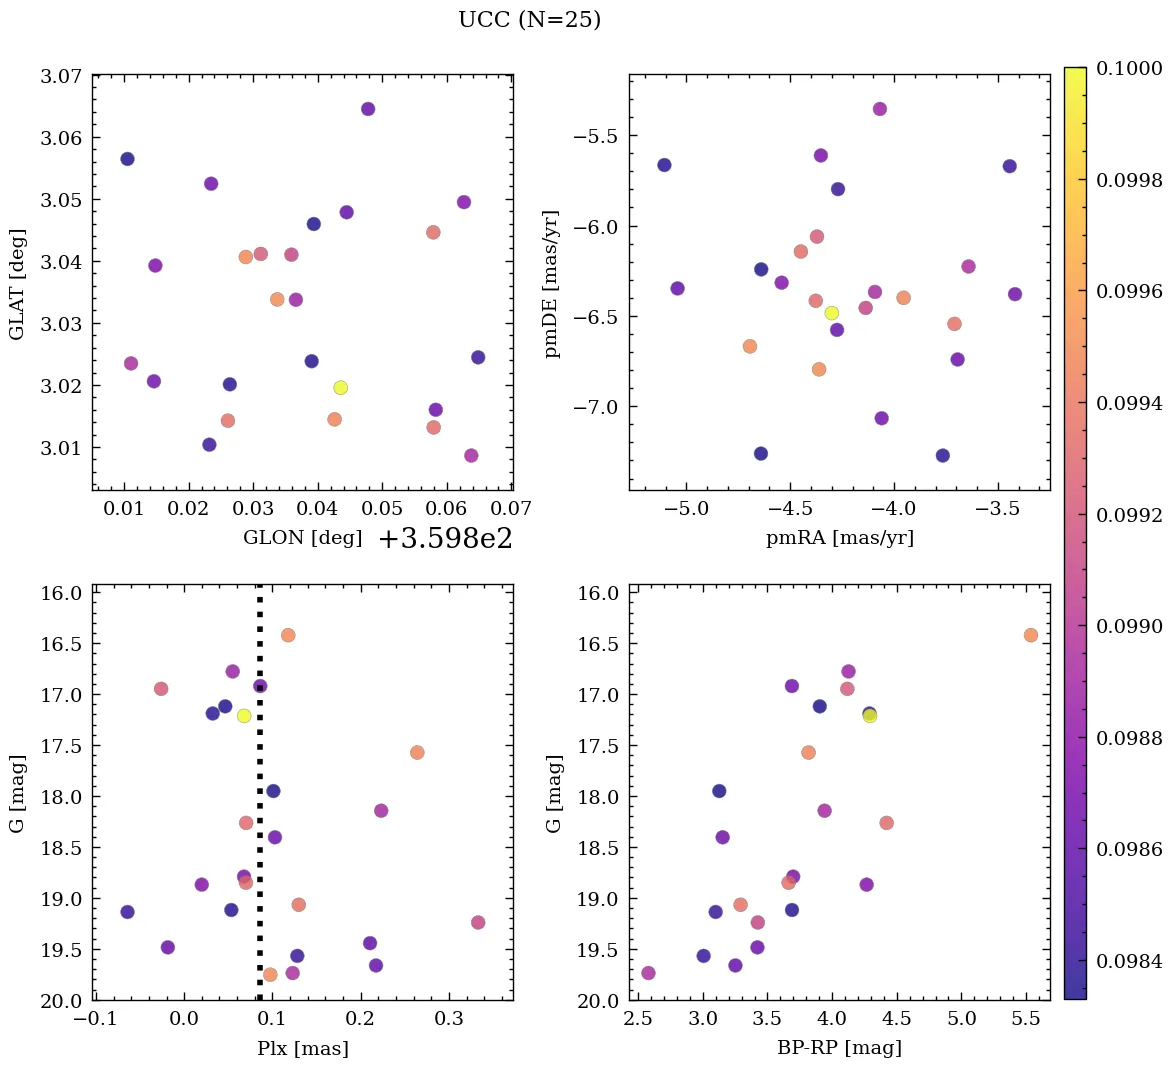 UCC (N=25)
3.07
3.06
3.05
3.04
3.03
3.02
3.01
GLAT [deg]
0.01 0.02 0.03 0.04 0.05 0.06 0.07
GLON [deg] +3.598e2
−5.5
−6.0
−6.5
−7.0
pmDE [mas/yr]
−5.0 −4.5 −4.0 −3.5
pmRA [mas/yr]
0.1000
0.0998
0.0996
0.0994
0.0992
0.0990
0.0988
0.0986
0.0984
16.0
16.5
17.0
17.5
18.0
18.5
19.0
19.5
20.0
G [mag]
−0.1 0.0 0.1 0.2 0.3
Plx [mas]
16.0
16.5
17.0
17.5
18.0
18.5
19.0
19.5
20.0
G [mag]
2.5 3.0 3.5 4.0 4.5 5.0 5.5
BP-RP [mag]